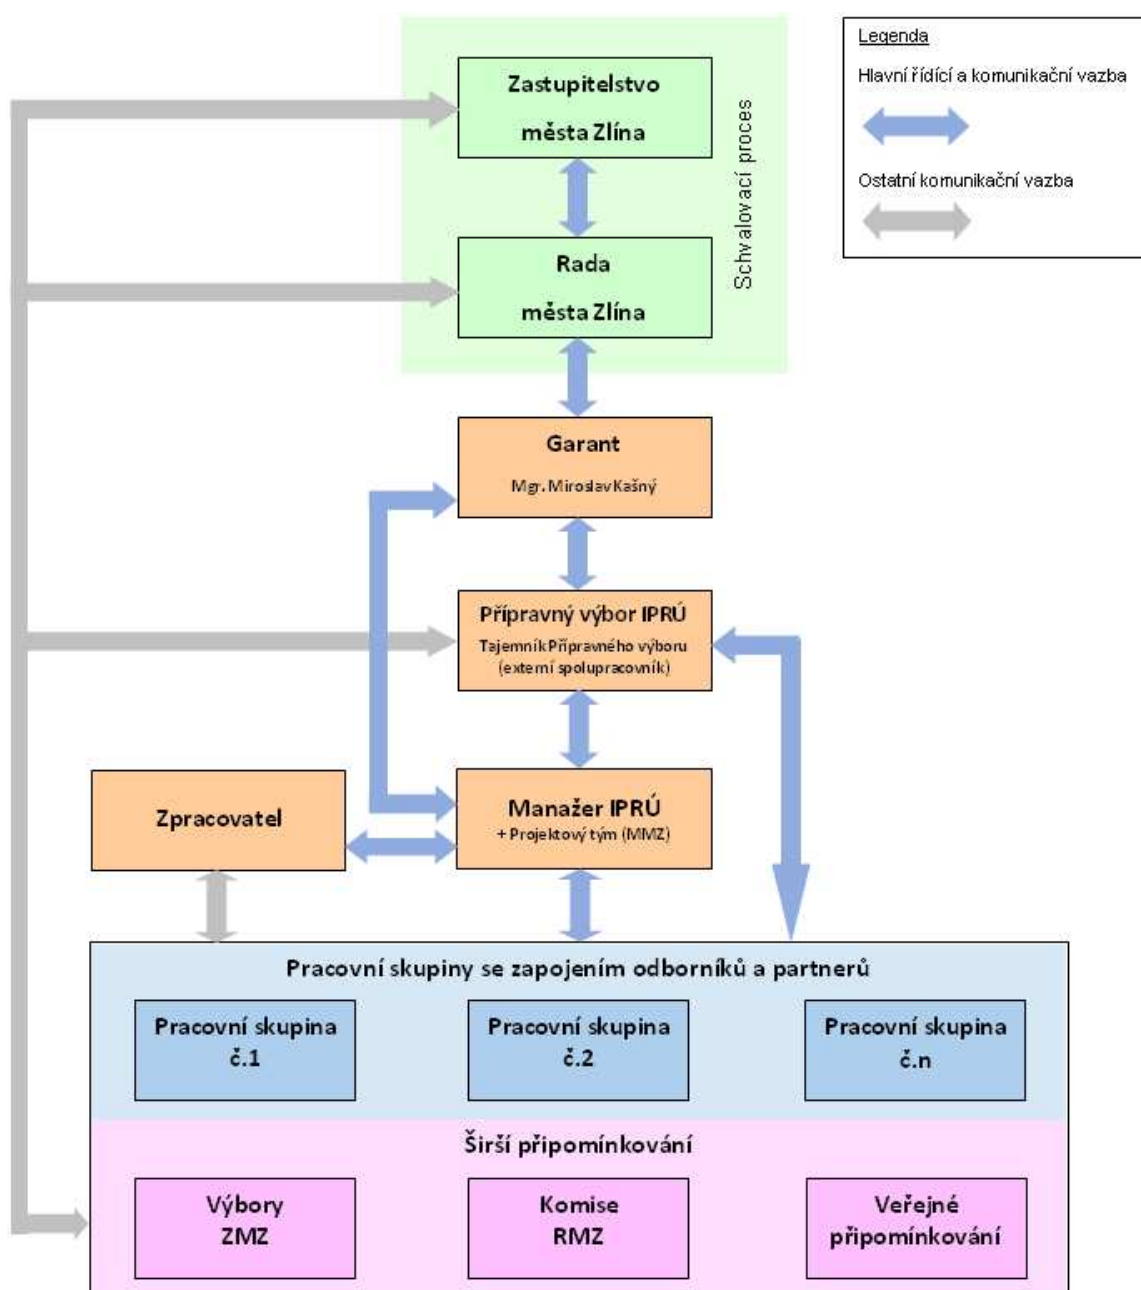 Zastupitelstvo
města Zlína
Schvalovací proces
Legenda
Hlavní řídící a komunikační vazba
Ostatní komunikační vazba
Rada
města Zlína
Garant
Mgr. Miroslav Kašný
Přípravný výbor IPRÚ
Tajemník Přípravného výboru
(externí spolupracovník)
Zpracovatel
Manažer IPRÚ
+ Projektový tým (MMZ)
Pracovní skupiny se zapojením odborníků a partnerů
Pracovní skupina
č.1
Pracovní skupina
č.2
Pracovní skupina
č.n
Širší připomínkování
Výbory
ZMZ
Komise
RMZ
Veřejné
připomínkování